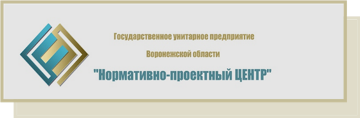 Государственное унитарное предприятие
Воронежской области
"Нормативно-проектный ЦЕНТР"